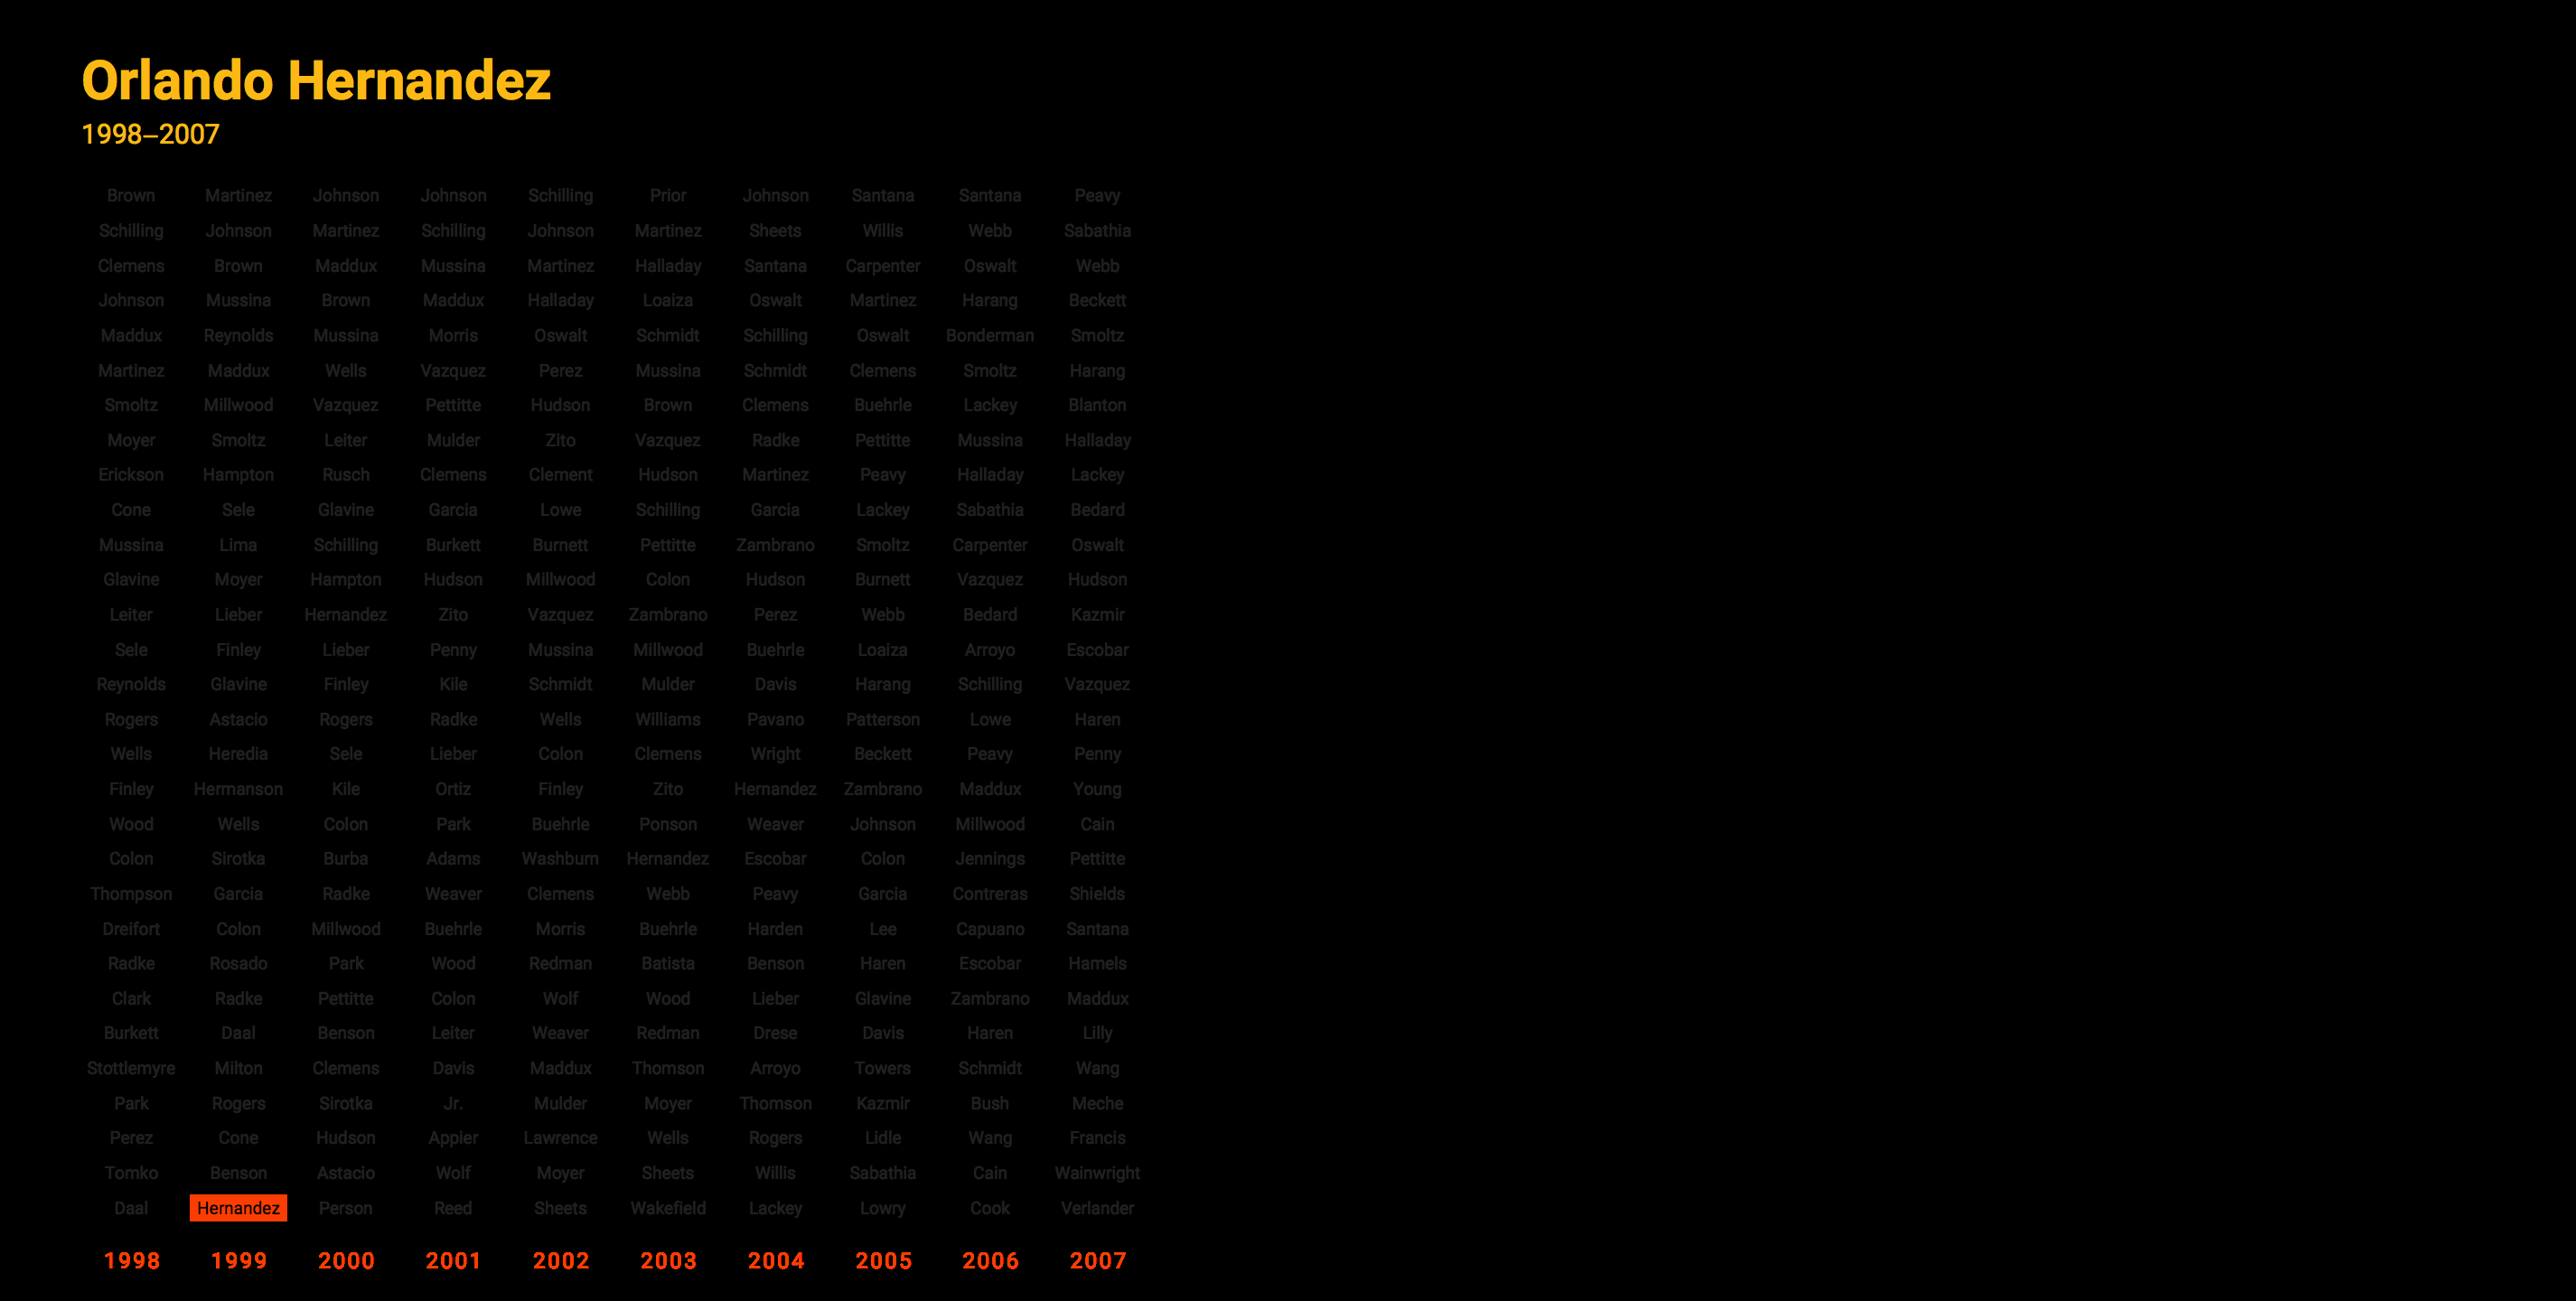 Orlando Hernandez
1998–2007
Brown Martinez Johnson Johnson Schilling Prior Johnson Santana Santana Peavy
Schilling Johnson Martinez Schilling Johnson Martinez Sheets Willis Webb Sabathia
Clemens Brown Maddux Mussina Martinez Halladay Santana Carpenter Oswalt Webb
Johnson Mussina Brown Maddux Halladay Loaiza Oswalt Martinez Harang Beckett
Maddux Reynolds Mussina Morris Oswalt Schmidt Schilling Oswalt Bonderman Smoltz
Martinez Maddux Wells Vazquez Perez Mussina Schmidt Clemens Smoltz Harang
Smoltz Millwood Vazquez Pettitte Hudson Brown Clemens Buehrle Lackey Blanton
Moyer Smoltz Leiter Mulder Zito Vazquez Radke Pettitte Mussina Halladay
Erickson Hampton Rusch Clemens Clement Hudson Martinez Peavy Halladay Lackey
Cone Sele Glavine Garcia Lowe Schilling Garcia Lackey Sabathia Bedard
Mussina Lima Schilling Burkett Burnett Pettitte Zambrano Smoltz Carpenter Oswalt
Glavine Moyer Hampton Hudson Millwood Colon Hudson Burnett Vazquez Hudson
Leiter Lieber Hernandez Zito Vazquez Zambrano Perez Webb Bedard Kazmir
Sele Finley Lieber Penny Mussina Millwood Buehrle Loaiza Arroyo Escobar
Reynolds Glavine Finley Kile Schmidt Mulder Davis Harang Schilling Vazquez
Rogers Astacio Rogers Radke Wells Williams Pavano Patterson Lowe Haren
Wells Heredia Sele Lieber Colon Clemens Wright Beckett Peavy Penny
Finley Hermanson Kile Ortiz Finley Zito Hernandez Zambrano Maddux Young
Wood Wells Colon Park Buehrle Ponson Weaver Johnson Millwood Cain
Colon Sirotka Burba Adams Washburn Hernandez Escobar Colon Jennings Pettitte
Thompson Garcia Radke Weaver Clemens Webb Peavy Garcia Contreras Shields
Dreifort Colon Millwood Buehrle Morris Buehrle Harden Lee Capuano Santana
Radke Rosado Park Wood Redman Batista Benson Haren Escobar Hamels
Clark Radke Pettitte Colon Wolf Wood Lieber Glavine Zambrano Maddux
Burkett Daal Benson Leiter Weaver Redman Drese Davis Haren Lilly
Stottlemyre Milton Clemens Davis Maddux Thomson Arroyo Towers Schmidt Wang
Park Rogers Sirotka Jr. Mulder Moyer Thomson Kazmir Bush Meche
Perez Cone Hudson Appier Lawrence Wells Rogers Lidle Wang Francis
Tomko Benson Astacio Wolf Moyer Sheets Willis Sabathia Cain Wainwright
Daal Hernandez Person Reed Sheets Wakefield Lackey Lowry Cook Verlander
1998 1999 2000 2001 2002 2003 2004 2005 2006 2007